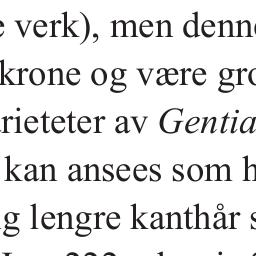 verk), men denne
krone og være gro
rieteter av Gentia
kan ansees som h
g lengre kanthår s